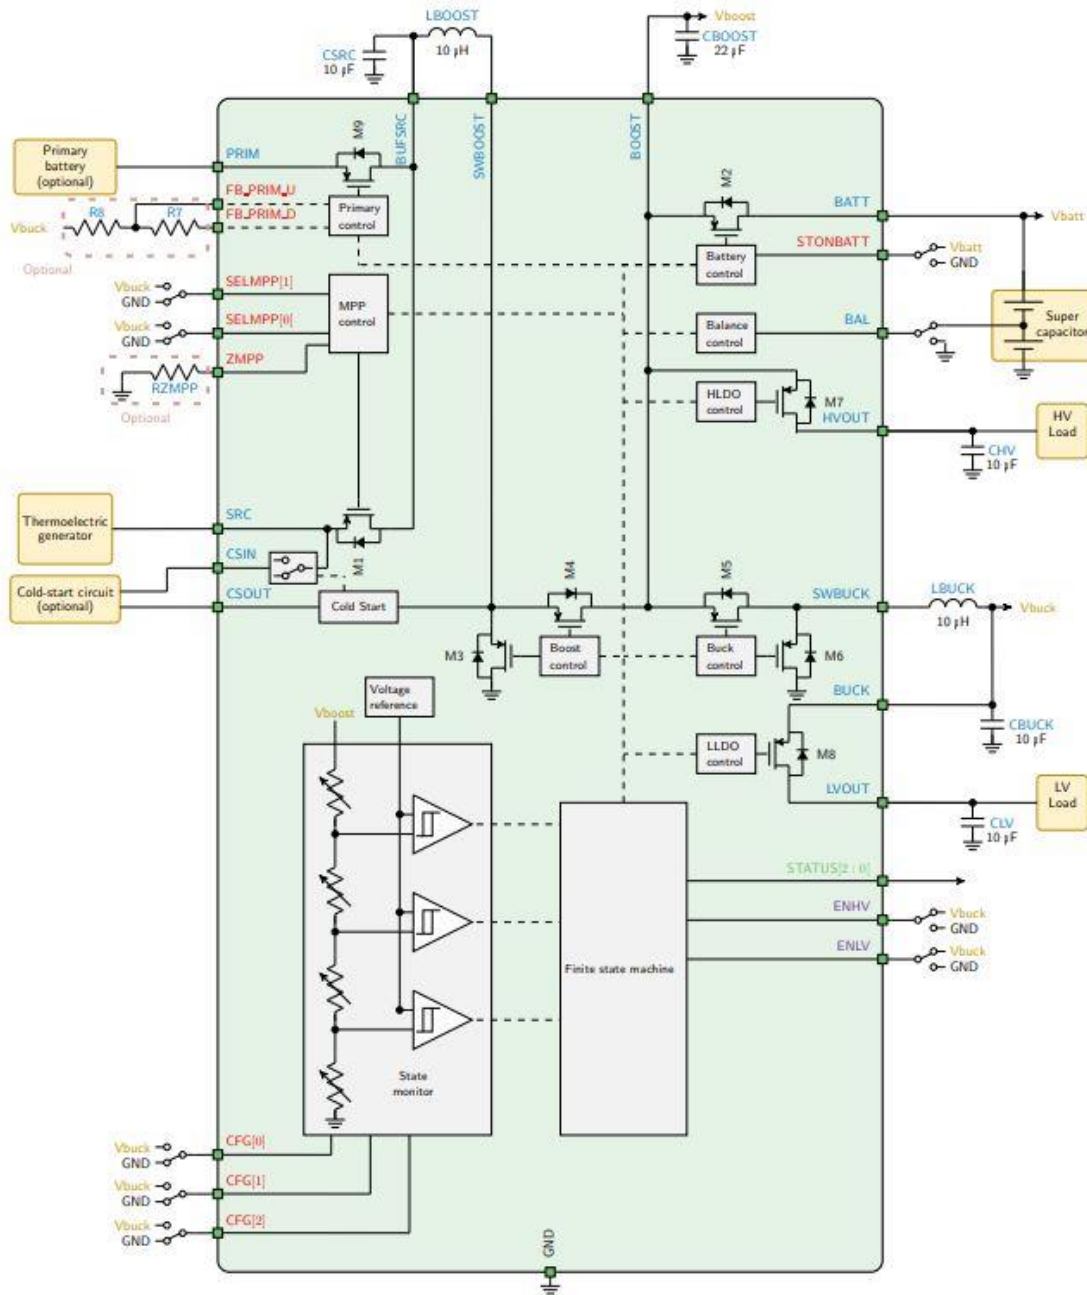 LBOOST
10 µH
CSRC
10 µF
Vboost
CBOOST
22 µF
BUFSRC
SWBOOST
BOOST
Primary
battery
(optional)
PRIM
M9
FB_PRIM_U
FB_PRIM_D
Primary
control
R8
R7
Vbuck
Optional
M2
BATT
Vbatt
STONBATT
Battery
control
Vbatt
GND
SELMPP[1]
Vbuck
GND
MPP
control
SELMPP[0]
Vbuck
GND
ZMPP
RZMPP
Optional
Balance
control
BAL
Super
capacitor
HLDO
control
M7
HVOUT
HV
Load
CHV
10 µF
Thermoelectric
generator
SRC
M1
CSIN
Cold-start circuit
(optional)
CSOUT
Cold Start
M4
M5
SWBUCK
LBUCK
10 µH
Vbuck
M3
Boost
control
Buck
control
M6
BUCK
CBUCK
10 µF
Voltage
reference
Vboost
LLDO
control
M8
LVOUT
LV
Load
CLV
10 µF
STATUS[2 : 0]
ENHV
Vbuck
GND
ENLV
Vbuck
GND
Finite state machine
State
monitor
CFG[0]
Vbuck
GND
CFG[1]
Vbuck
GND
CFG[2]
Vbuck
GND
GND